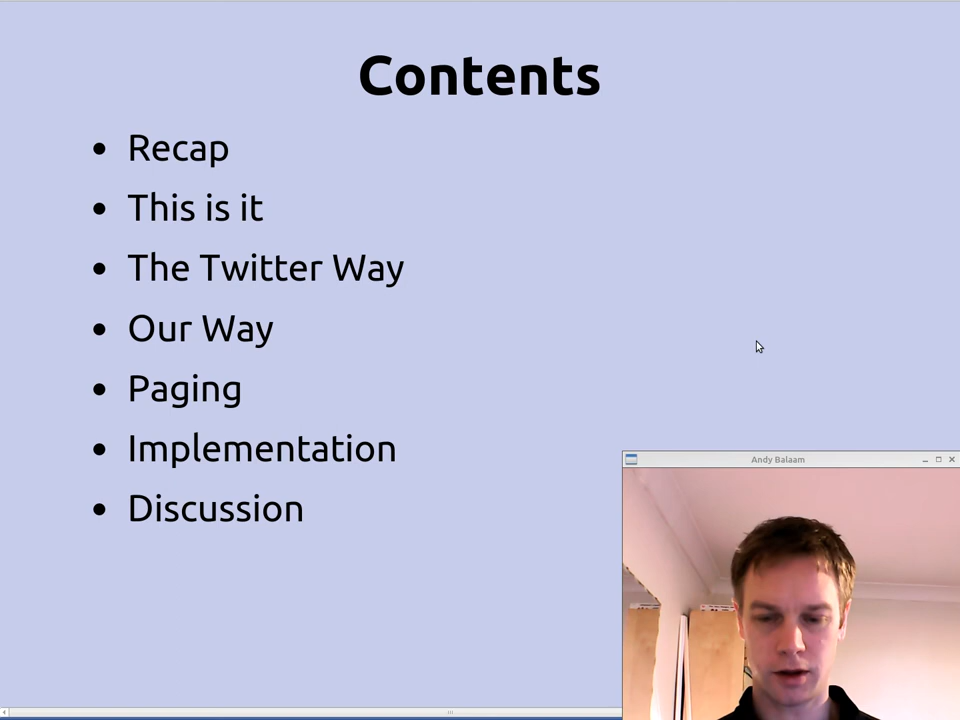 Contents
• Recap
• This is it
• The Twitter Way
• Our Way
• Paging
• Implementation
• Discussion
Andy Balaam